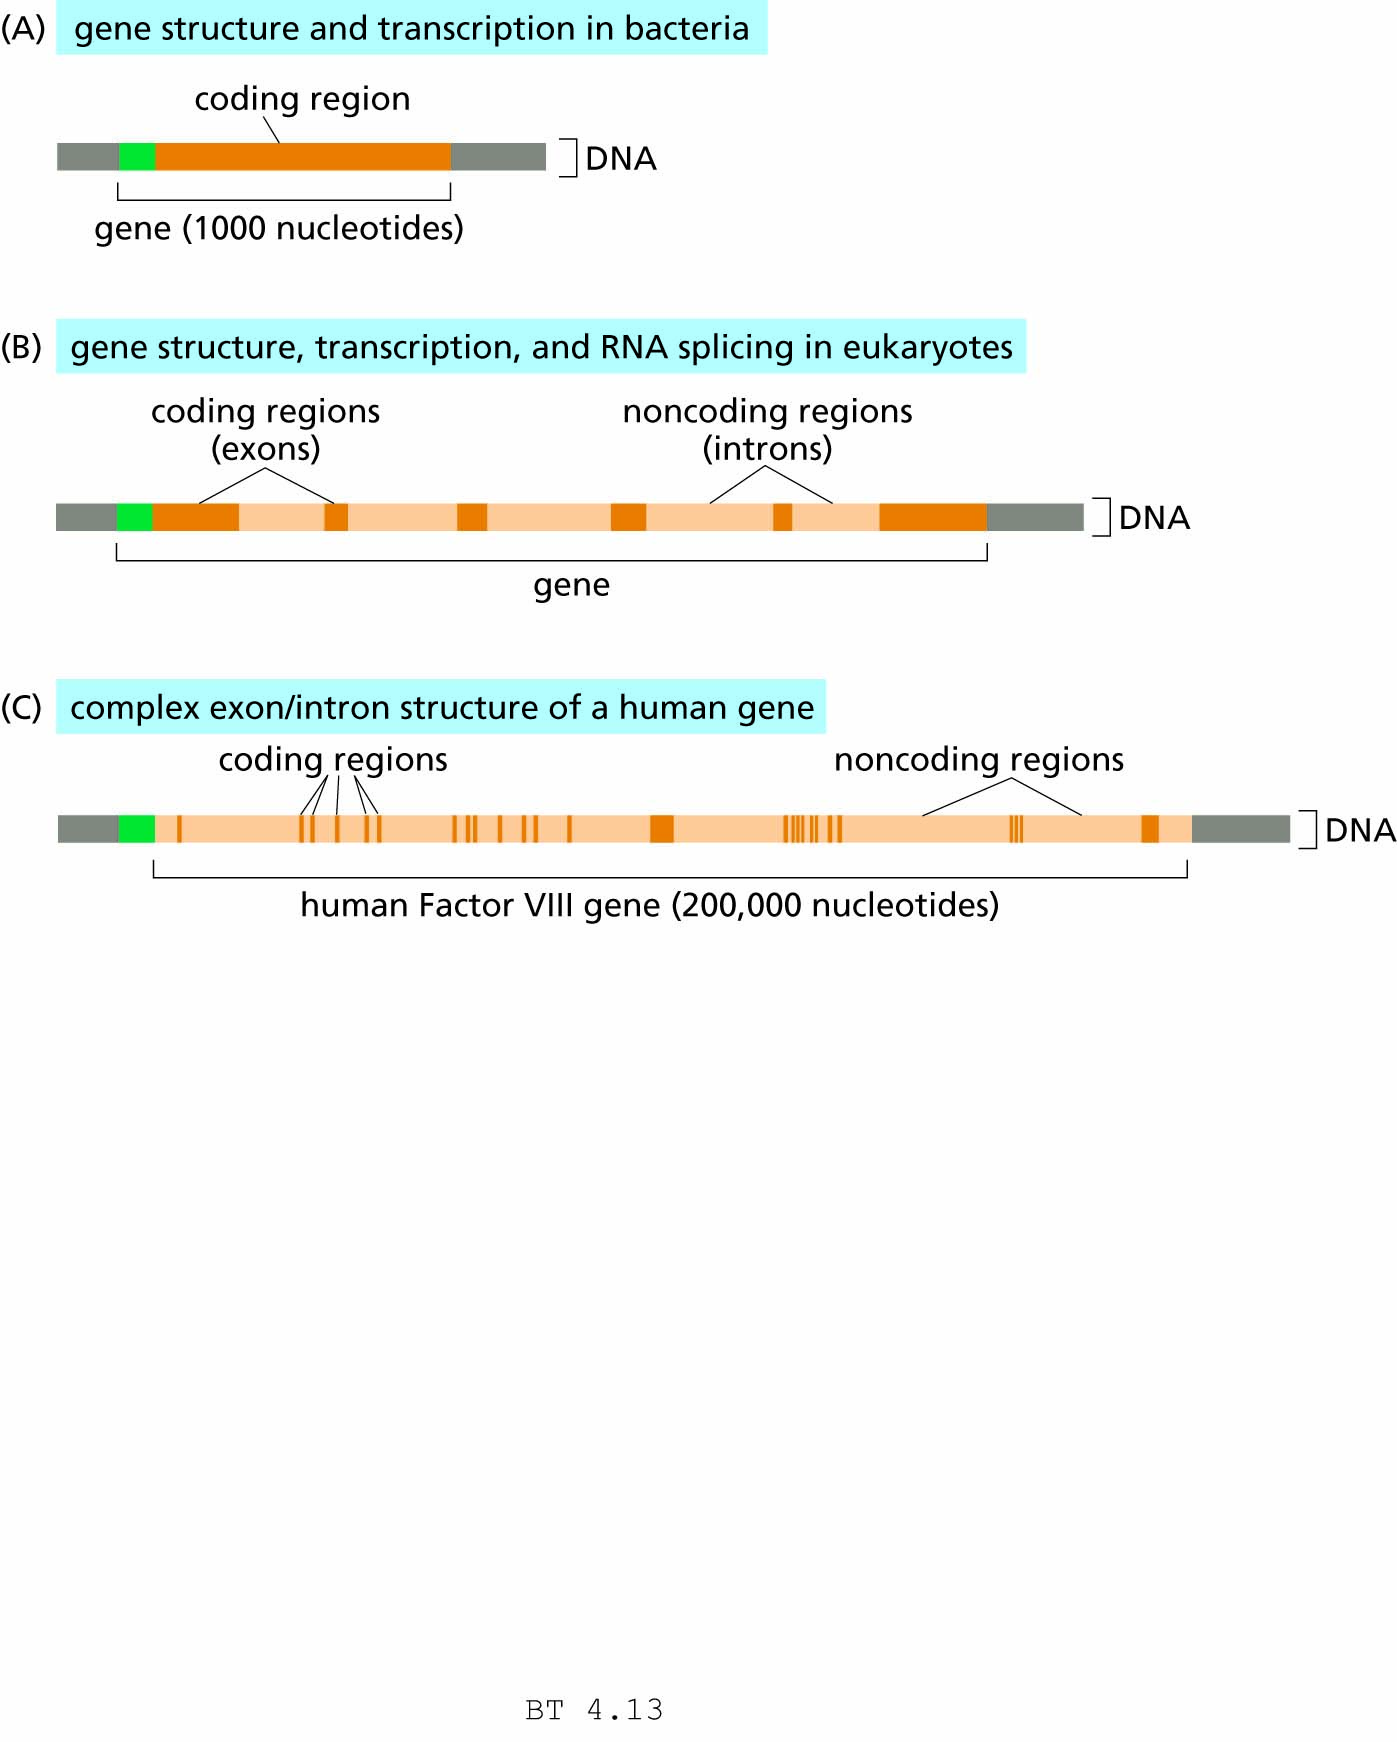 (A) gene structure and transcription in bacteria
coding region
DNA
gene (1000 nucleotides)
(B) gene structure, transcription, and RNA splicing in eukaryotes
coding regions
(exons)
noncoding regions
(introns)
DNA
gene
(C) complex exon/intron structure of a human gene
coding regions
noncoding regions
DNA
human Factor VIII gene (200,000 nucleotides)
BT 4.13